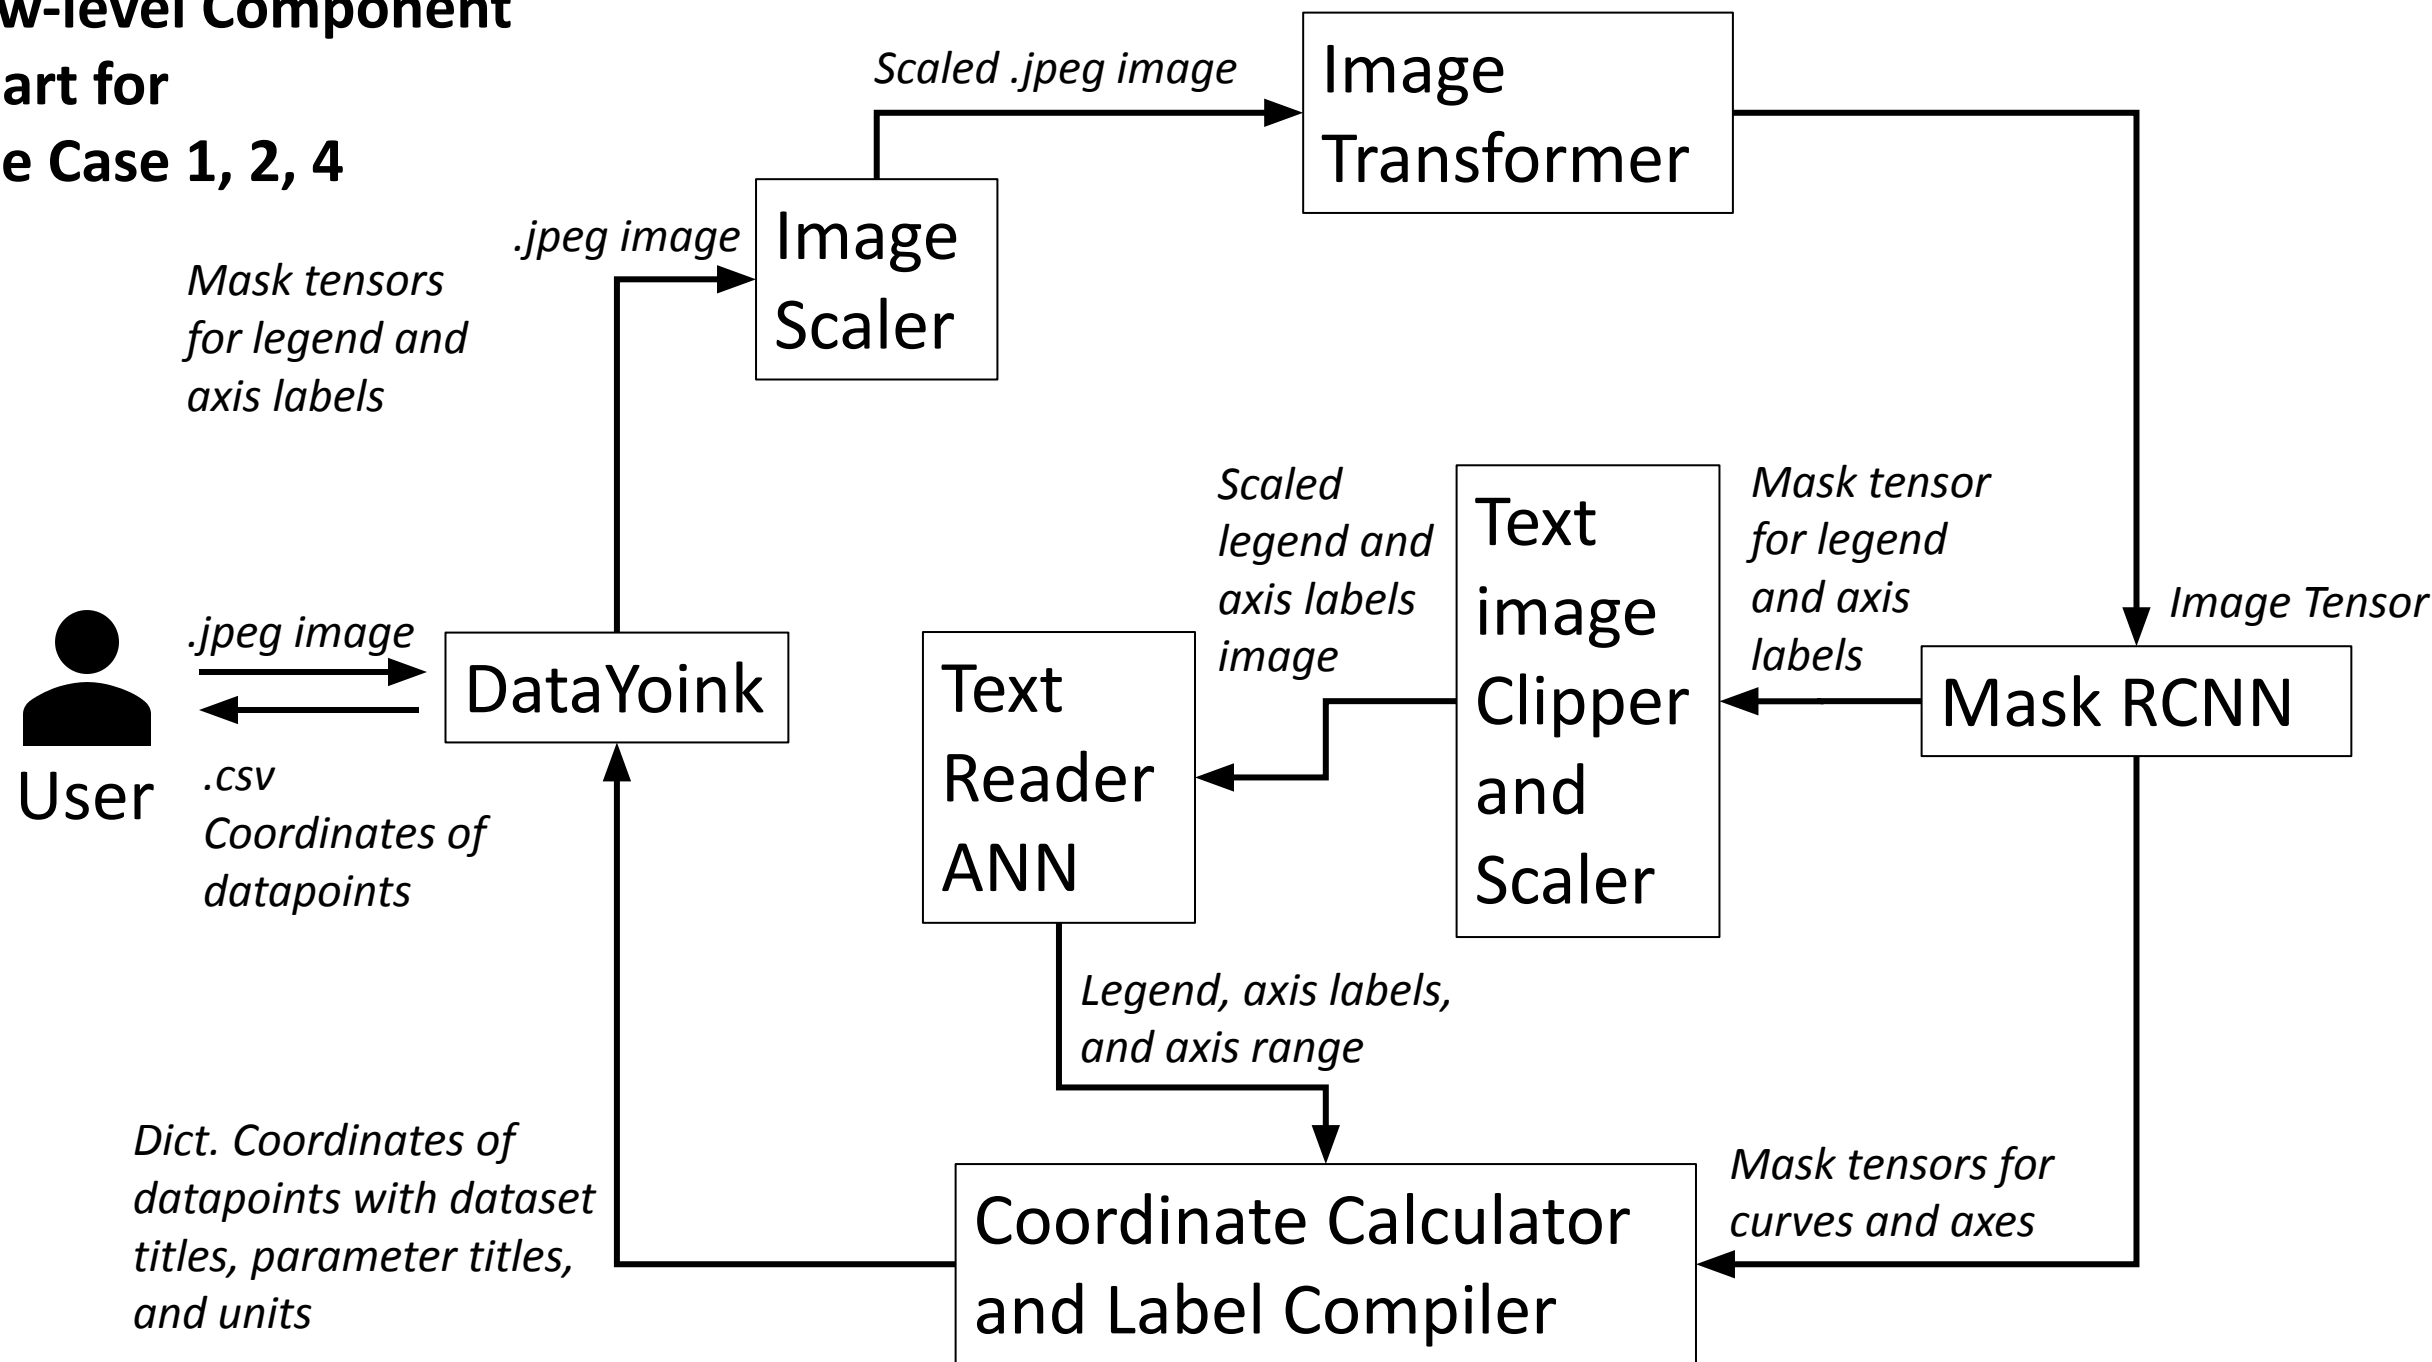 w-level Component
art for
e Case 1, 2, 4
Scaled .jpeg image
Image
Transformer
.jpeg image
Image
Scaler
Mask tensors
for legend and
axis labels
Scaled
legend and
axis labels
image
Text
image
Clipper
and
Scaler
Mask tensor
for legend
and axis
labels
Image Tensor
Mask RCNN
.jpeg image
DataYoink
Text
Reader
ANN
User
.csv
Coordinates of
datapoints
Legend, axis labels,
and axis range
Dict. Coordinates of
datapoints with dataset
titles, parameter titles,
and units
Coordinate Calculator
and Label Compiler
Mask tensors for
curves and axes